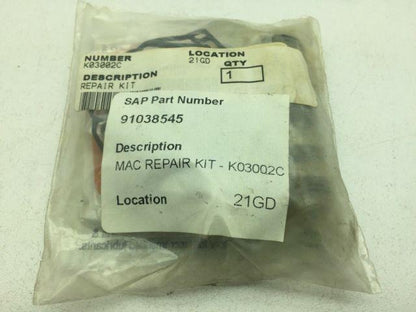 NUMBER LOCATION
K03002C 21GD QTY
DESCRIPTION 1
REPAIR KIT
SAP Part Number
91038545
Description
MAC REPAIR KIT - K03002C
Location 21GD
lubricants